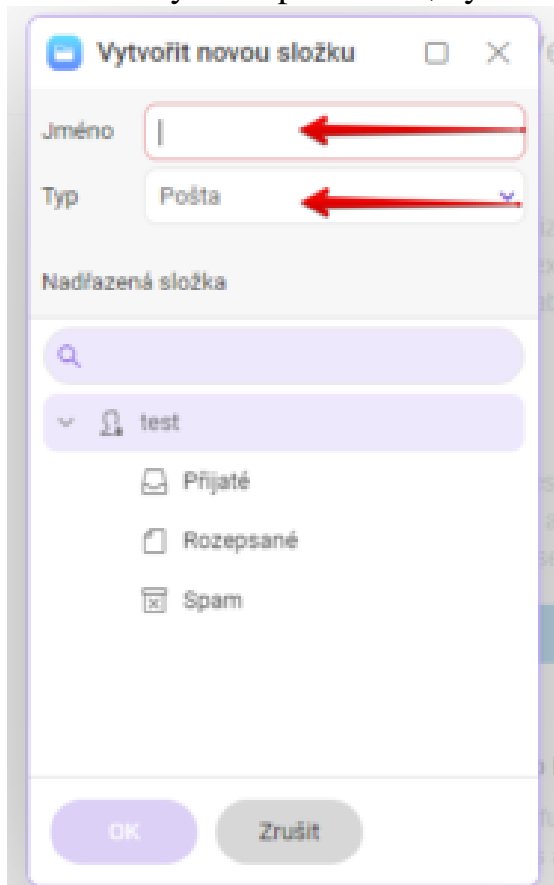 Vytvořit novou složku
Jméno
Typ Pošta
Nadřazená složka
test
Přijaté
Rozepsané
Spam
OK Zrušit